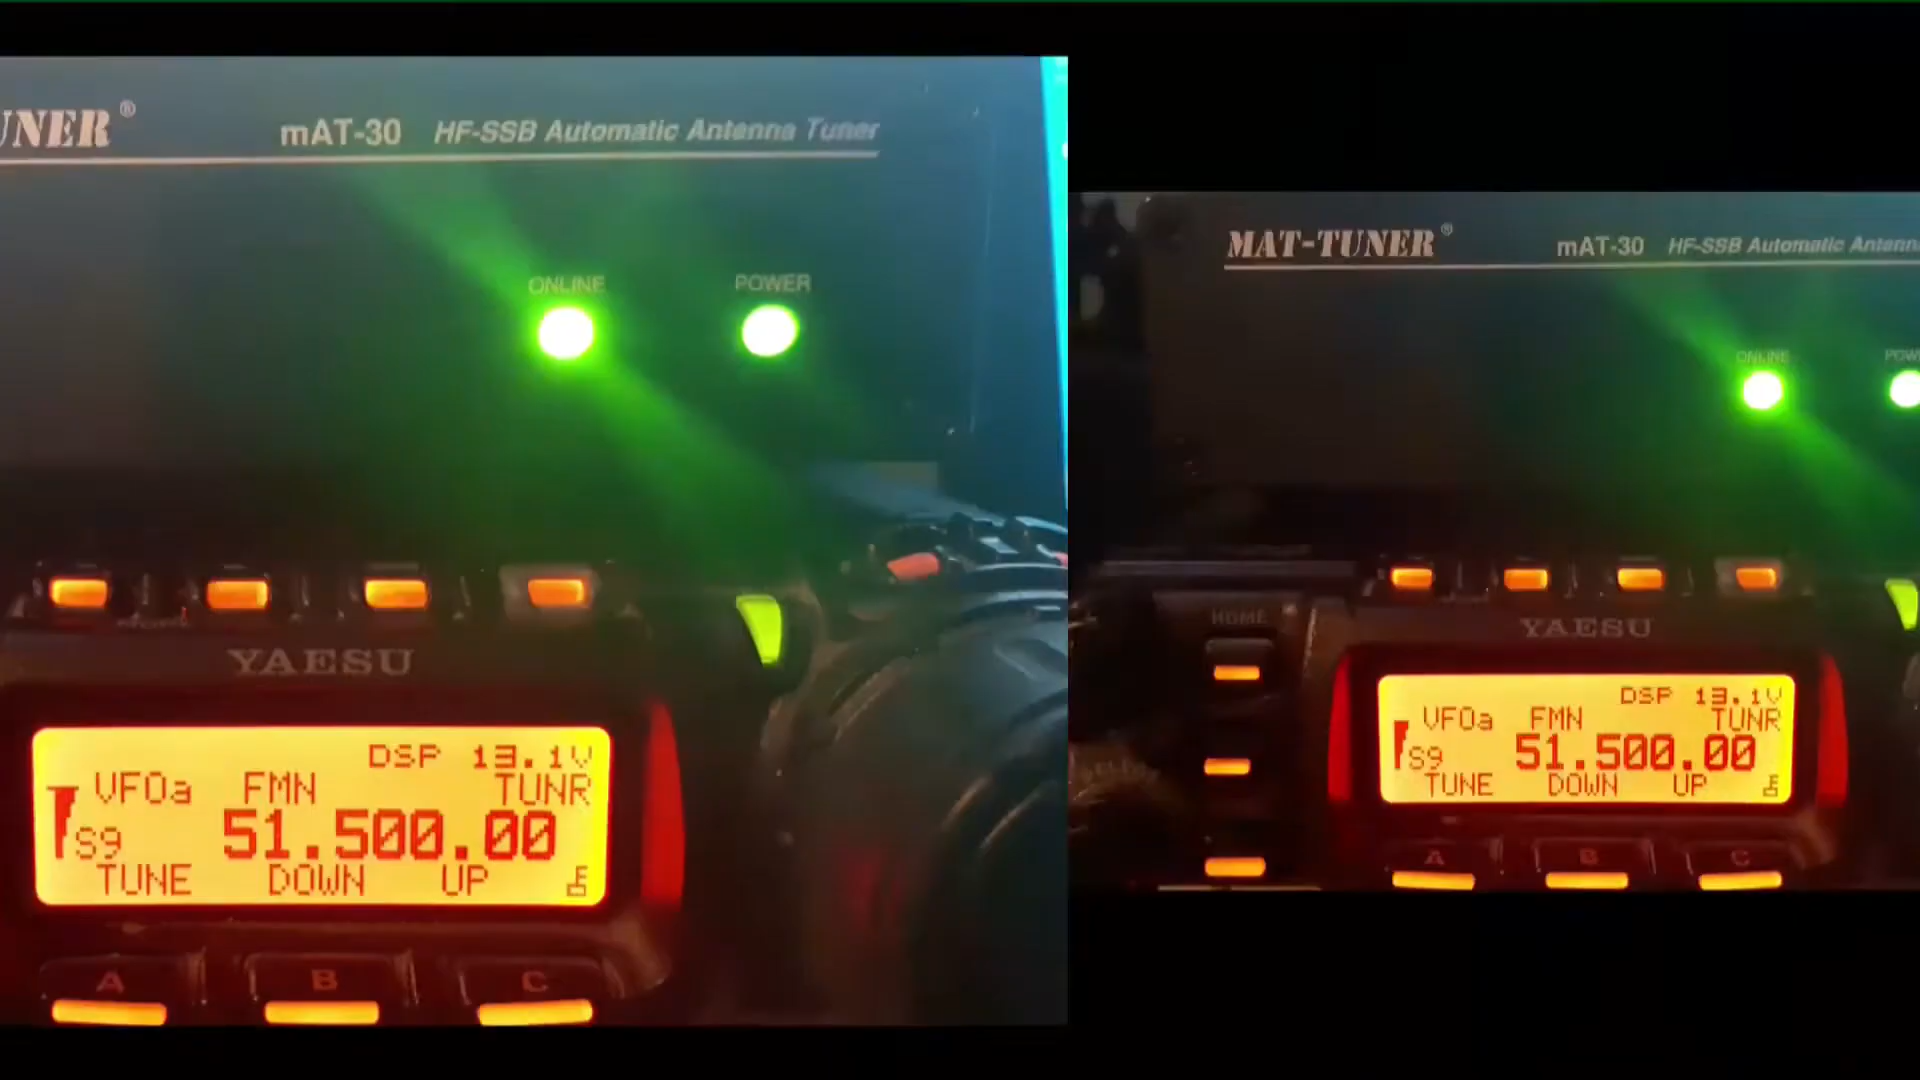 UNER®
mAT-30 HF-SSB Automatic Antenna Tuner
ONLINE POWER
YAESU
DSP 13.1V
VFOa FMN TUNR
S9 51.500.00
TUNE DOWN UP
A B C
MAT-TUNER®
mAT-30 HF-SSB Automatic Antenna
ONLINE POWE
HOME
YAESU
DSP 13.1V
VFOa FMN TUNR
S9 51.500.00
TUNE DOWN UP
A B C